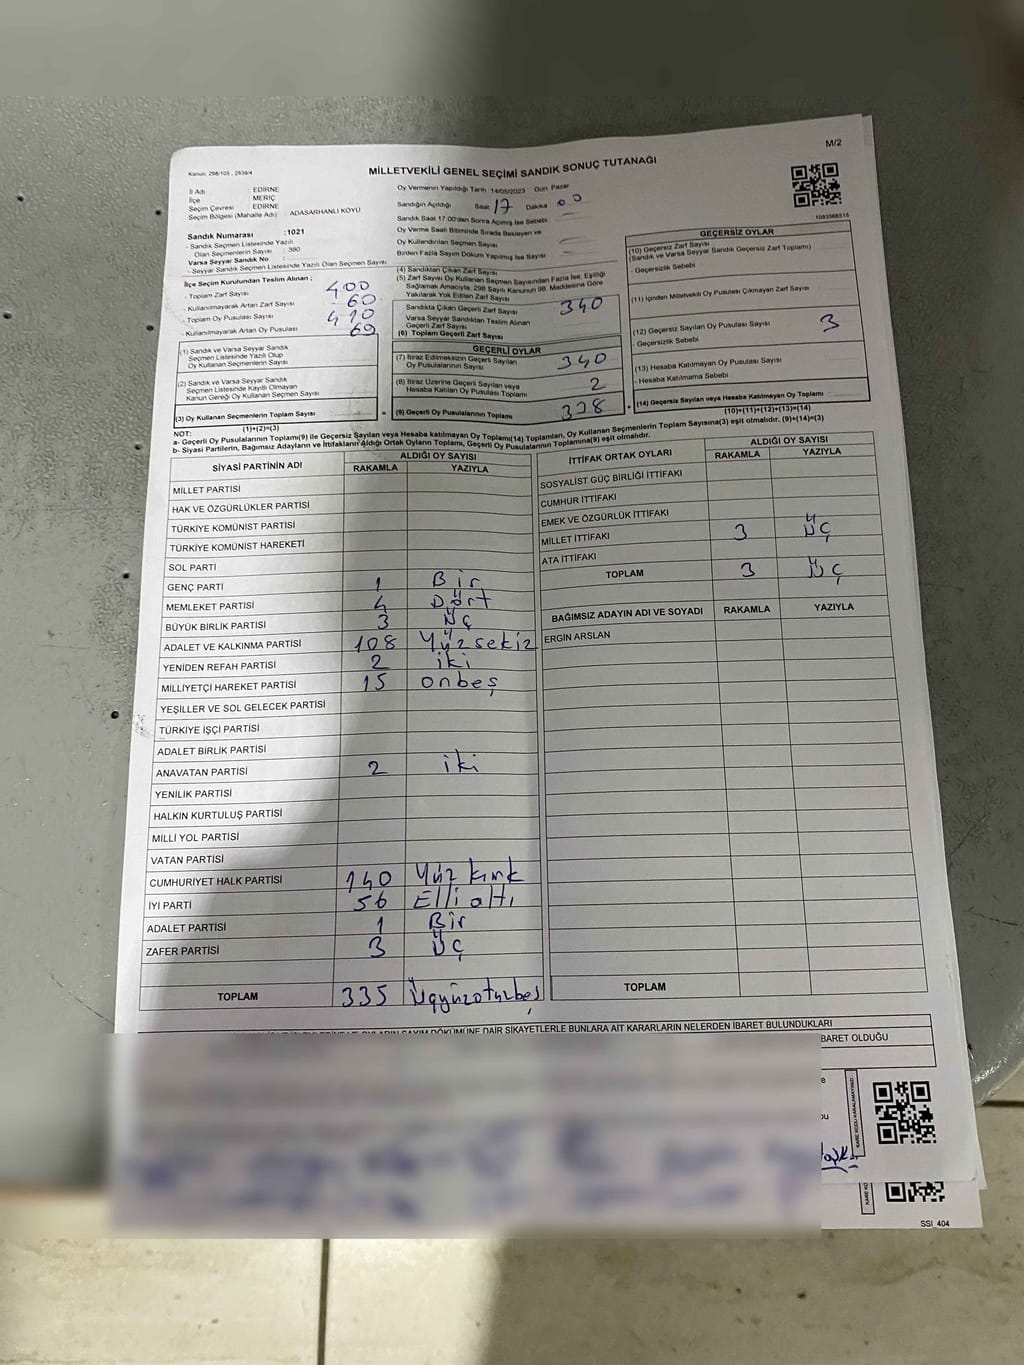 M/2
Kanun: 298/105 , 2839/4
MİLLETVEKİLİ GENEL SEÇİMİ SANDIK SONUÇ TUTANAĞI
İl Adı : EDİRNE
İlçe : MERİÇ
Seçim Çevresi : EDİRNE
Seçim Bölgesi (Mahalle Adı) : ADASARHANLI KÖYÜ
Sandık Numarası : 1021
- Sandık Seçmen Listesinde Yazılı
Olan Seçmenlerin Sayısı : 380
Varsa Seyyar Sandık No :
- Seyyar Sandık Seçmen Listesinde Yazılı Olan Seçmen Sayısı :
İlçe Seçim Kurulundan Teslim Alınan :
- Toplam Zarf Sayısı 400
- Kullanılmayarak Artan Zarf Sayısı 60
- Toplam Oy Pusulası Sayısı 410
- Kullanılmayarak Artan Oy Pusulası 69
(1) Sandık ve Varsa Seyyar Sandık
Seçmen Listesinde Yazılı Olup
Oy Kullanan Seçmenlerin Sayısı
(2) Sandık ve Varsa Seyyar Sandık
Seçmen Listesinde Kayıtlı Olmayan
Kanun Gereği Oy Kullanan Seçmen Sayısı
(3) Oy Kullanan Seçmenlerin Toplam Sayısı :
(1)+(2)=(3)
Oy Vermenin Yapıldığı Tarih :14/05/2023 Gün: Pazar
Sandığın Açıldığı Saat 17 Dakika 00
Sandık Saat 17.00'den Sonra Açılmış İse Sebebi
Oy Verme Saati Bitiminde Sırada Bekleyen ve
Oy Kullandırılan Seçmen Sayısı
Birden Fazla Sayım Döküm Yapılmış İse Sayısı
(4) Sandıktan Çıkan Zarf Sayısı
(5) Zarf Sayısı Oy Kullanan Seçmen Sayısından Fazla İse, Eşitliği
Sağlamak Amacıyla, 298 Sayılı Kanunun 98. Maddesine Göre
Yakılarak Yok Edilen Zarf Sayısı
Sandıkta Çıkan Geçerli Zarf Sayısı 340
Varsa Seyyar Sandıktan Teslim Alınan
Geçerli Zarf Sayısı
(6) Toplam Geçerli Zarf Sayısı
GEÇERLİ OYLAR
(7) İtiraz Edilmeksizin Geçerli Sayılan
Oy Pusulalarının Sayısı 340
(8) İtiraz Üzerine Geçerli Sayılan veya
Hesaba Katılan Oy Pusulası Toplamı 2
(9) Geçerli Oy Pusulalarının Toplamı 338
1083568515
GEÇERSİZ OYLAR
(10) Geçersiz Zarf Sayısı
(Sandık ve Varsa Seyyar Sandık Geçersiz Zarf Toplamı)
- Geçersizlik Sebebi
(11) İçinden Milletvekili Oy Pusulası Çıkmayan Zarf Sayısı
(12) Geçersiz Sayılan Oy Pusulası Sayısı 3
- Geçersizlik Sebebi
(13) Hesaba Katılmayan Oy Pusulası Sayısı
- Hesaba Katılmama Sebebi
(14) Geçersiz Sayılan veya Hesaba Katılmayan Oy Pusulası Toplamı :
(10)+(11)+(12)+(13)=(14)
NOT:
a- Geçerli Oy Pusulalarının Toplamı(9) ile Geçersiz Sayılan veya Hesaba katılmayan Oy Toplamı(14) Toplamları, Oy Kullanan Seçmenlerin Toplam Sayısına(3) eşit olmalıdır. (9)+(14)=(3)
b- Siyasi Partilerin, Bağımsız Adayların ve İttifakların Aldığı Ortak Oyların Toplamı, Geçerli Oy Pusulalarının Toplamına(9) eşit olmalıdır.
SİYASİ PARTİNİN ADI ALDIĞI OY SAYISI
RAKAMLA YAZIYLA
MİLLET PARTİSİ
HAK VE ÖZGÜRLÜKLER PARTİSİ
TÜRKİYE KOMÜNİST PARTİSİ
TÜRKİYE KOMÜNİST HAREKETİ
SOL PARTİ
GENÇ PARTİ 1 Bir
MEMLEKET PARTİSİ 4 Dört
BÜYÜK BİRLİK PARTİSİ 3 Üç
ADALET VE KALKINMA PARTİSİ 108 Yüzsekiz
YENİDEN REFAH PARTİSİ 2 iki
MİLLİYETÇİ HAREKET PARTİSİ 15 onbeş
YEŞİLLER VE SOL GELECEK PARTİSİ
TÜRKİYE İŞÇİ PARTİSİ
ADALET BİRLİK PARTİSİ
ANAVATAN PARTİSİ 2 iki
YENİLİK PARTİSİ
HALKIN KURTULUŞ PARTİSİ
MİLLİ YOL PARTİSİ
VATAN PARTİSİ
CUMHURİYET HALK PARTİSİ 140 Yüz kırk
İYİ PARTİ 56 Elli altı
ADALET PARTİSİ 1 Bir
ZAFER PARTİSİ 3 Üç
TOPLAM 335 Üçyüzotuzbeş
İTTİFAK ORTAK OYLARI ALDIĞI OY SAYISI
RAKAMLA YAZIYLA
SOSYALİST GÜÇ BİRLİĞİ İTTİFAKI
CUMHUR İTTİFAKI
EMEK VE ÖZGÜRLÜK İTTİFAKI
MİLLET İTTİFAKI 3 Üç
ATA İTTİFAKI
TOPLAM 3 Üç
BAĞIMSIZ ADAYIN ADI VE SOYADI RAKAMLA YAZIYLA
ERGİN ARSLAN
TOPLAM
OYLARIN SAYIM DÖKÜMÜNE DAİR ŞİKAYETLERLE BUNLARA AİT KARARLARIN NELERDEN İBARET BULUNDUKLARI
BARET OLDUĞU
KARE KODU KARALAMAYINIZ!
SSI_404